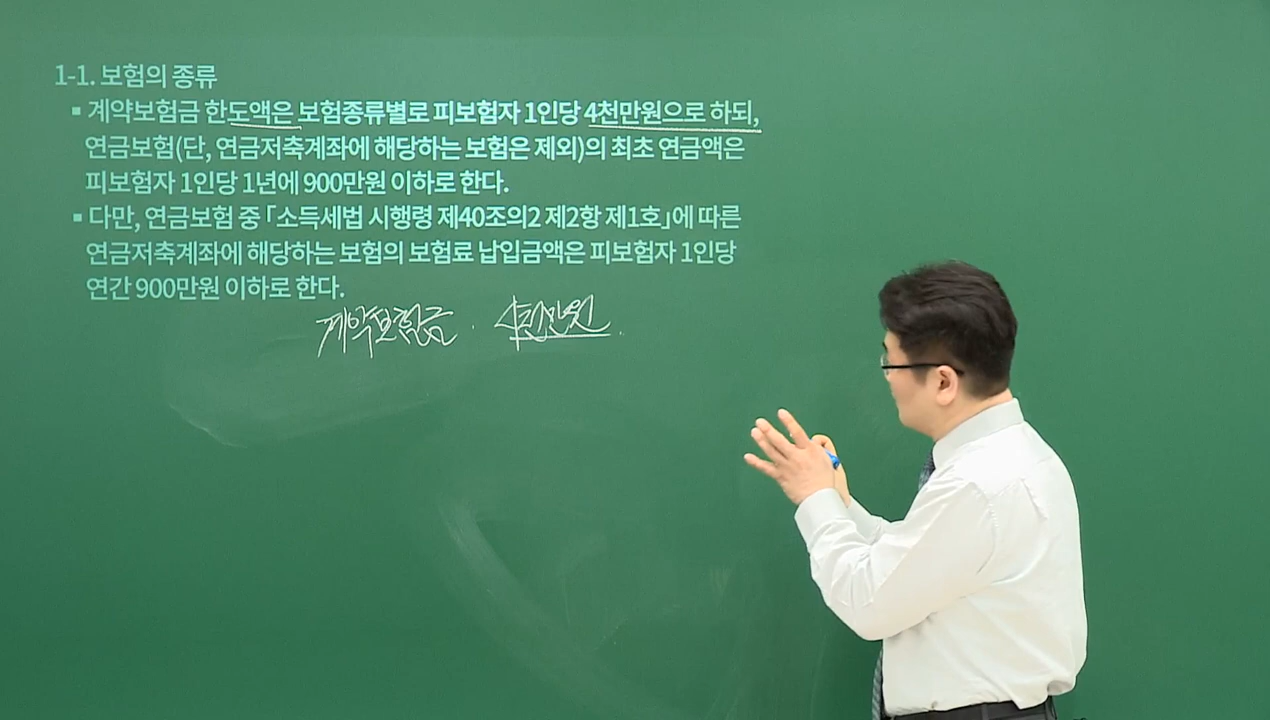 1-1. 보험의 종류
▪ 계약보험금 한도액은 보험종류별로 피보험자 1인당 4천만원으로 하되,
연금보험(단, 연금저축계좌에 해당하는 보험은 제외)의 최초 연금액은
피보험자 1인당 1년에 900만원 이하로 한다.
▪ 다만, 연금보험 중 「소득세법 시행령 제40조의2 제2항 제1호」에 따른
연금저축계좌에 해당하는 보험의 보험료 납입금액은 피보험자 1인당
연간 900만원 이하로 한다.
계약보험금. 4천만원.